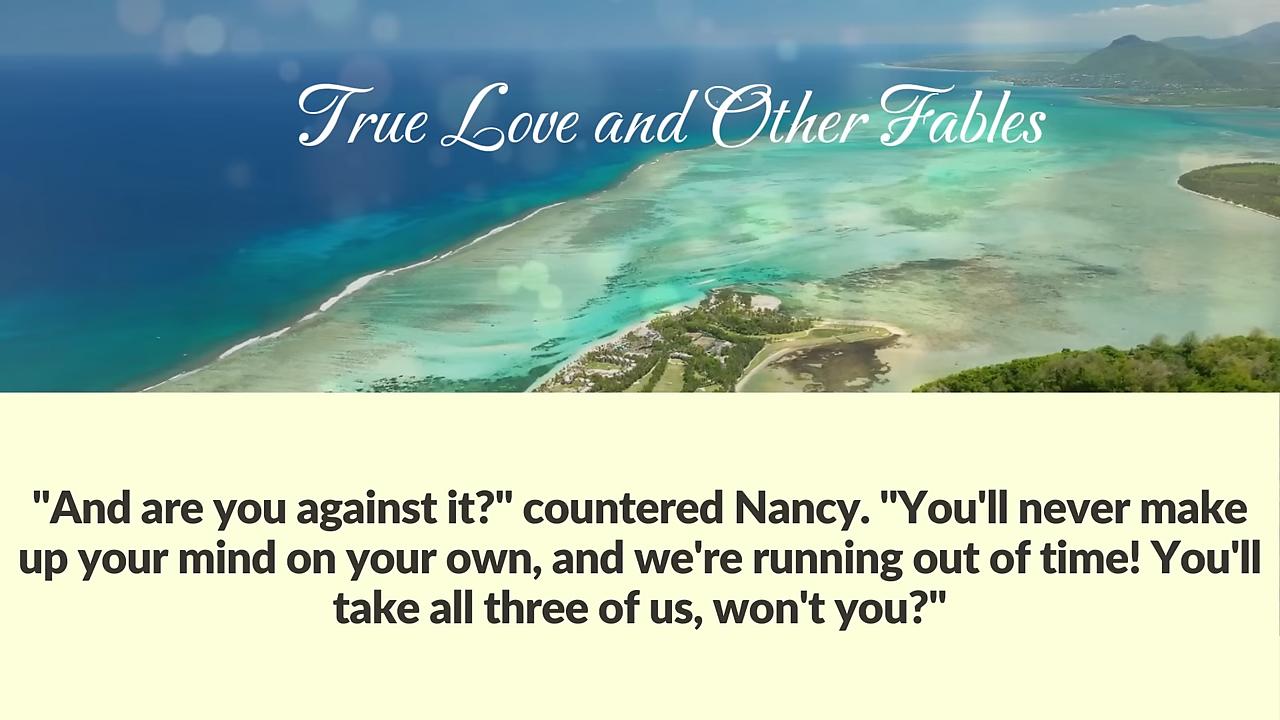 True Love and Other Fables
"And are you against it?" countered Nancy. "You'll never make
up your mind on your own, and we're running out of time! You'll
take all three of us, won't you?"